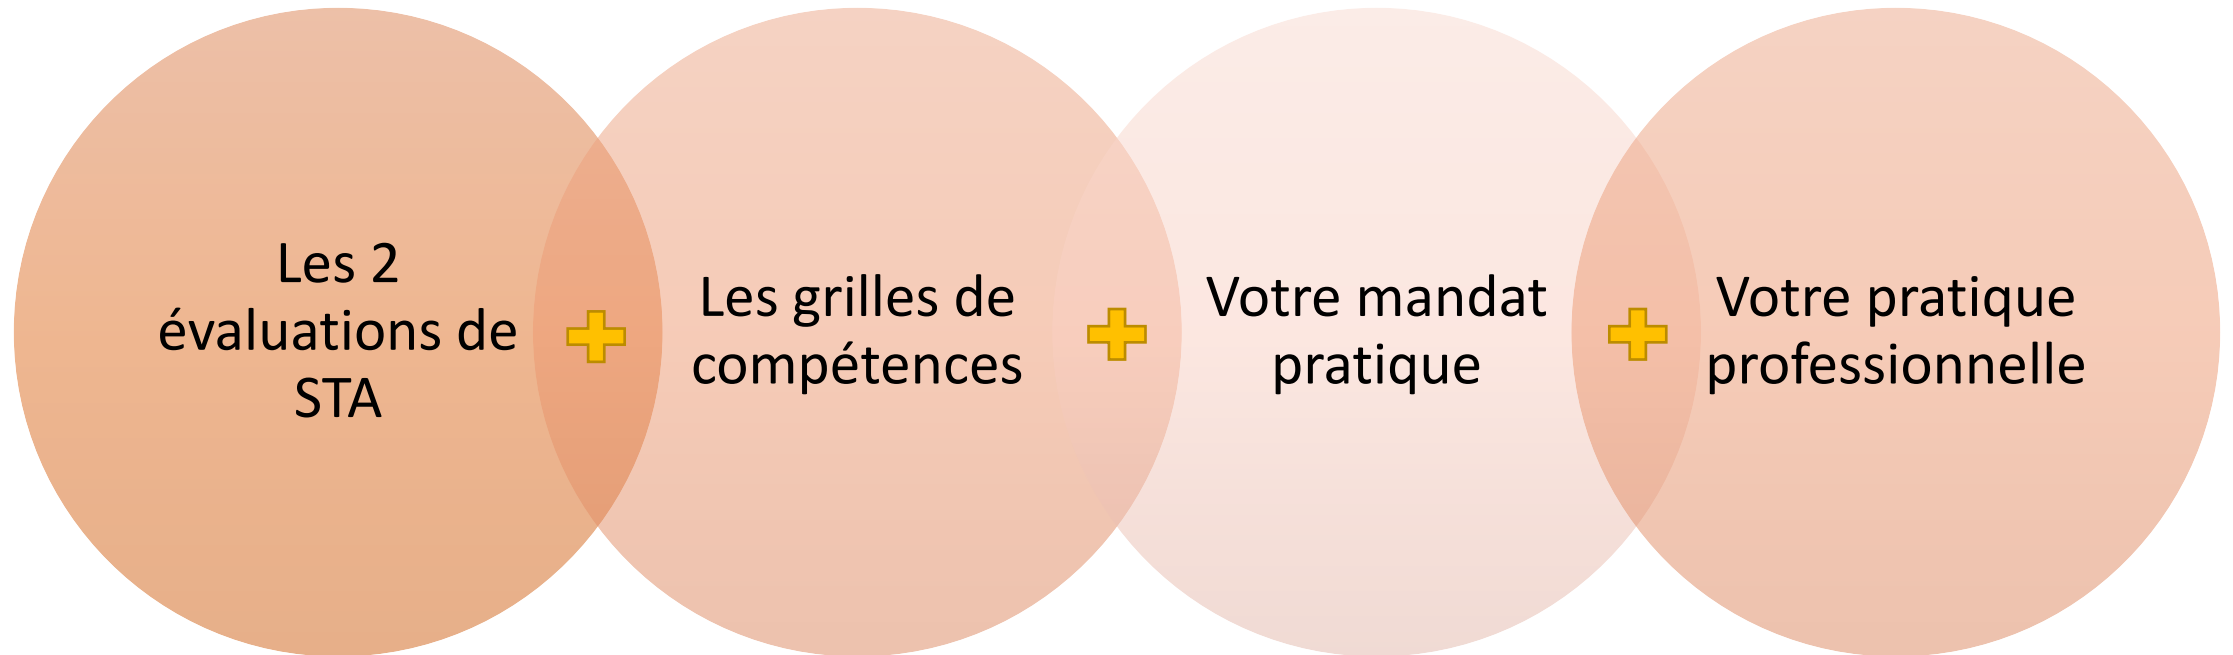 Les 2
évaluations de
STA
Les grilles de
compétences
Votre mandat
pratique
Votre pratique
professionnelle